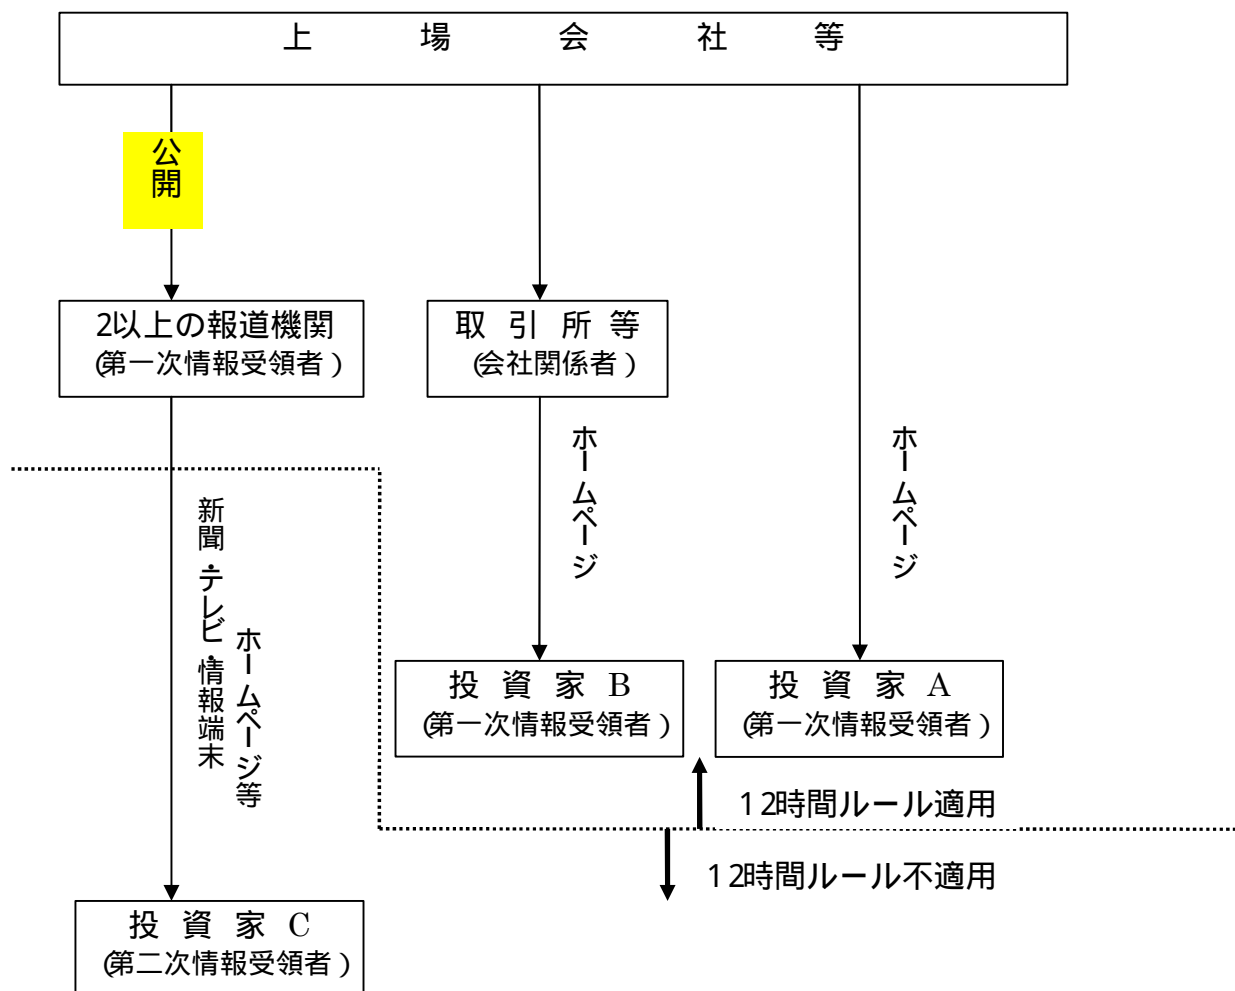 上場会社等
公開
2以上の報道機関
(第一次情報受領者)
取引所等
(会社関係者)
ホームページ
ホームページ
新聞・テレビ・情報端末
ホームページ等
投資家B
(第一次情報受領者)
投資家A
(第一次情報受領者)
12時間ルール適用
12時間ルール不適用
投資家C
(第二次情報受領者)